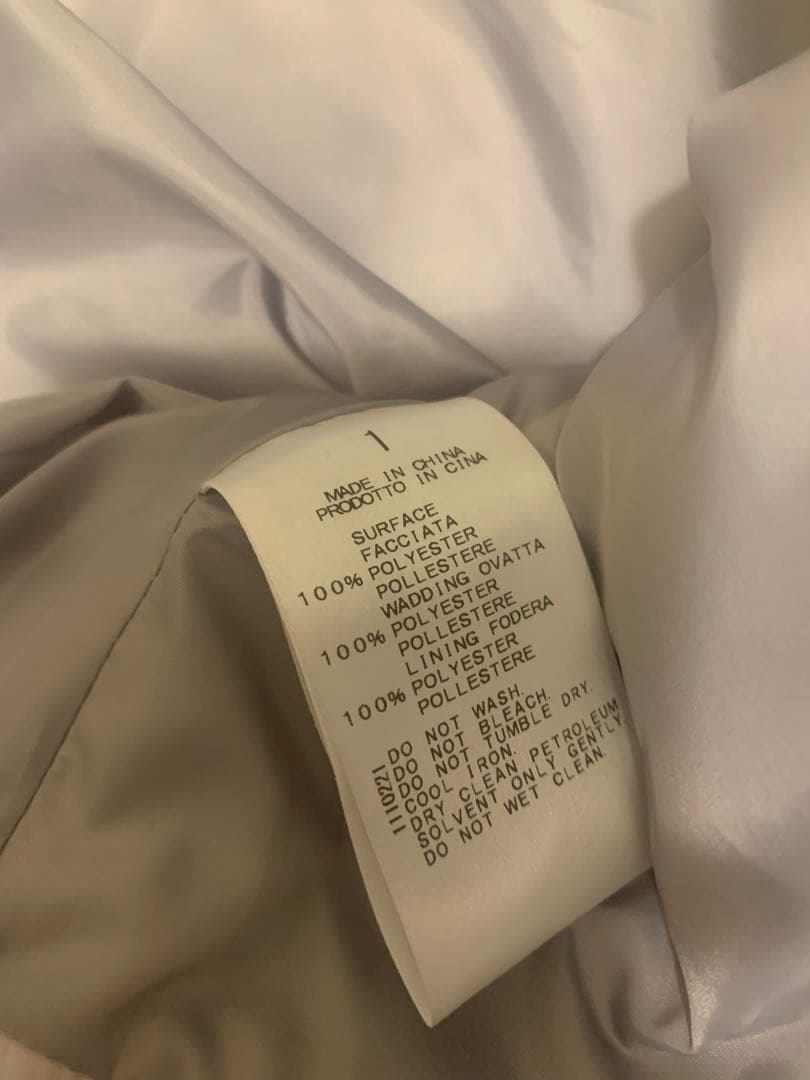 1
MADE IN CHINA
PRODOTTO IN CINA
SURFACE
FACCIATA
100% POLYESTER
POLLESTERE
WADDING OVATTA
100% POLYESTER
POLLESTERE
LINING FODERA
100% POLYESTER
POLLESTERE
DO NOT WASH.
DO NOT BLEACH.
DO NOT TUMBLE DRY.
COOL IRON.
DRY CLEAN PETROLEUM
SOLVENT ONLY GENTLY.
DO NOT WET CLEAN.
1110221